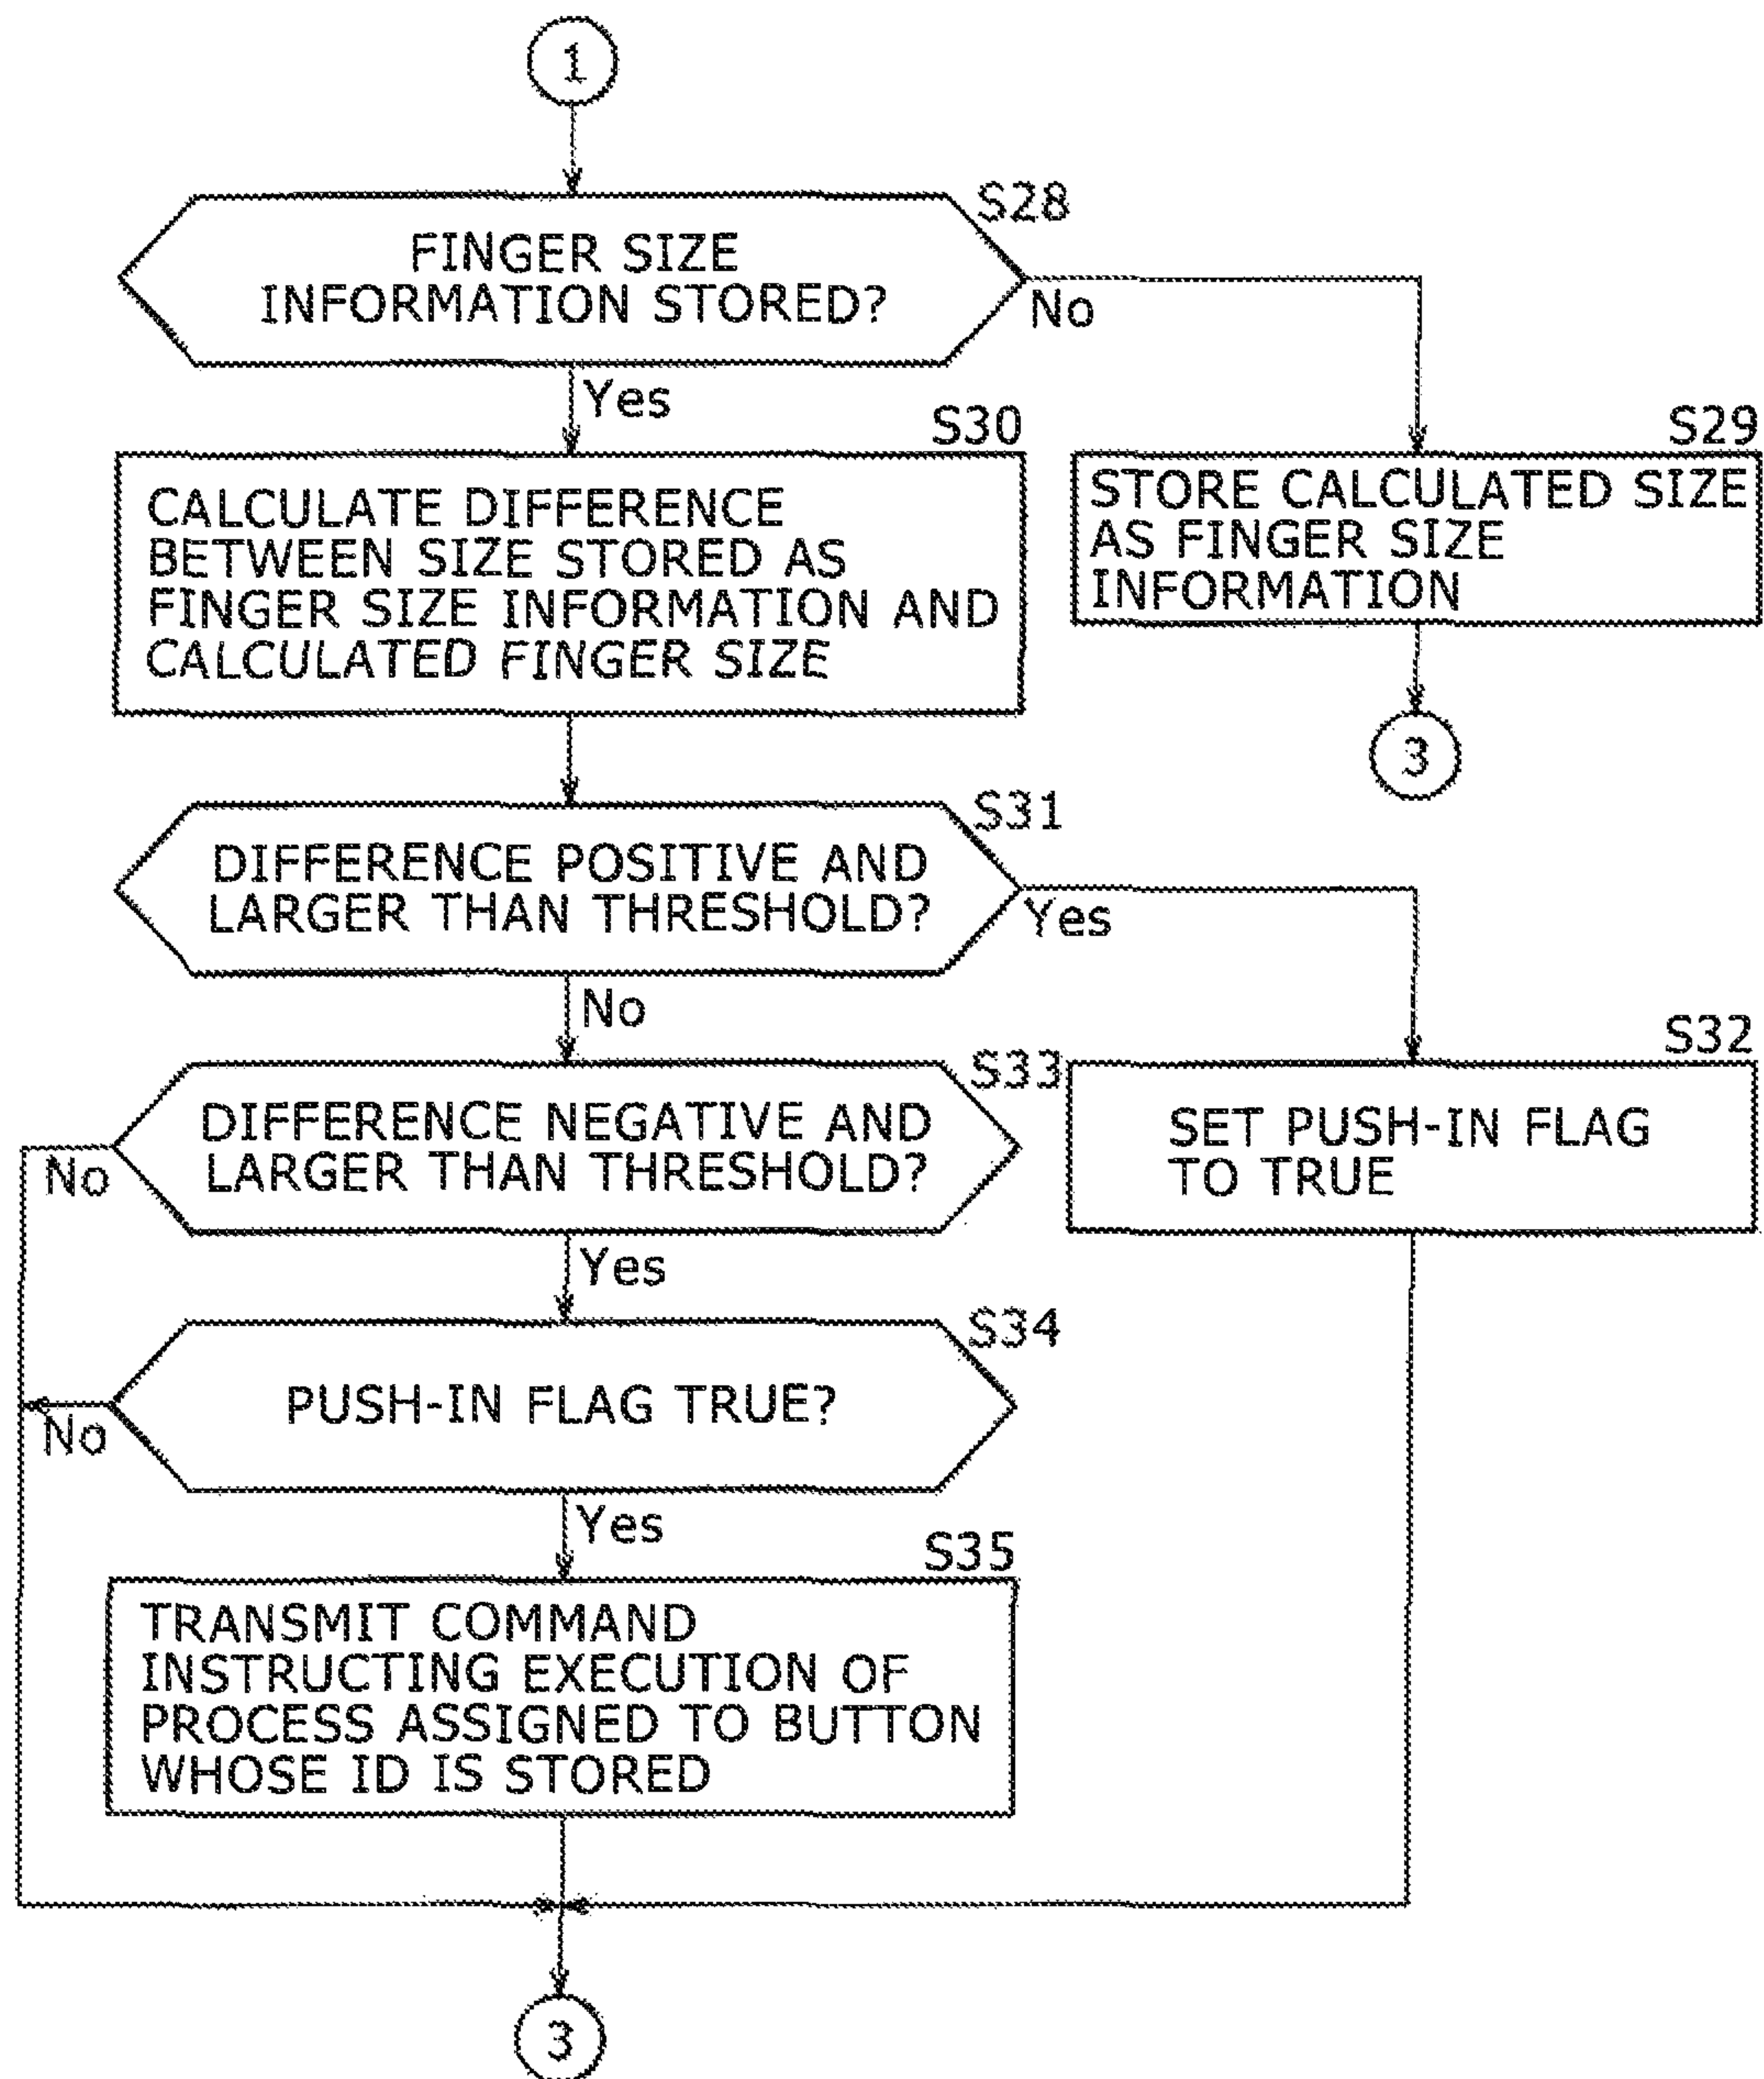 1
S28
FINGER SIZE
INFORMATION STORED?
No
Yes
S30
CALCULATE DIFFERENCE
BETWEEN SIZE STORED AS
FINGER SIZE INFORMATION AND
CALCULATED FINGER SIZE
S29
STORE CALCULATED SIZE
AS FINGER SIZE
INFORMATION
3
S31
DIFFERENCE POSITIVE AND
LARGER THAN THRESHOLD?
Yes
No
S32
SET PUSH-IN FLAG
TO TRUE
S33
DIFFERENCE NEGATIVE AND
LARGER THAN THRESHOLD?
No
Yes
S34
PUSH-IN FLAG TRUE?
No
Yes
S35
TRANSMIT COMMAND
INSTRUCTING EXECUTION OF
PROCESS ASSIGNED TO BUTTON
WHOSE ID IS STORED
3